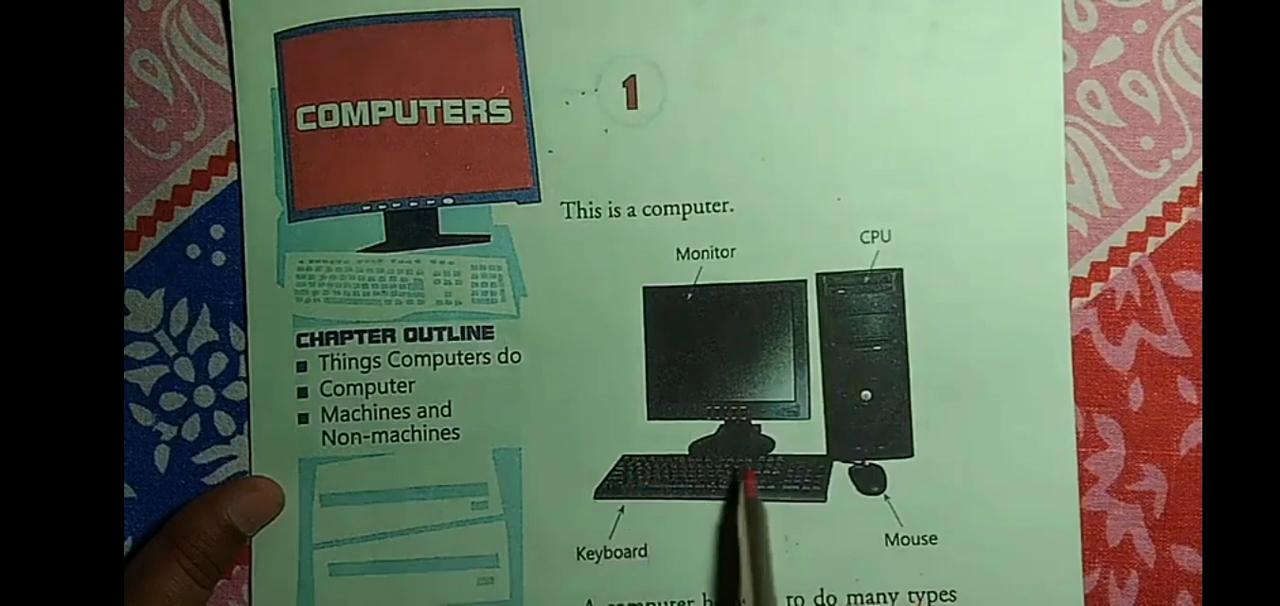 COMPUTERS
1
This is a computer.
Monitor
CPU
Keyboard
Mouse
CHAPTER OUTLINE
■ Things Computers do
■ Computer
■ Machines and
Non-machines
A computer to do many types